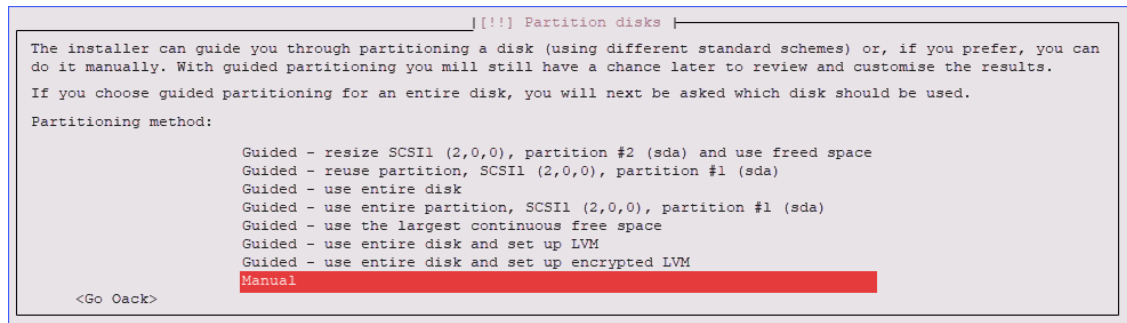 [!!] Partition disks
The installer can guide you through partitioning a disk (using different standard schemes) or, if you prefer, you can
do it manually. With guided partitioning you mill still have a chance later to review and customise the results.
If you choose guided partitioning for an entire disk, you will next be asked which disk should be used.
Partitioning method:
Guided - resize SCSI1 (2,0,0), partition #2 (sda) and use freed space
Guided - reuse partition, SCSI1 (2,0,0), partition #1 (sda)
Guided - use entire disk
Guided - use entire partition, SCSI1 (2,0,0), partition #1 (sda)
Guided - use the largest continuous free space
Guided - use entire disk and set up LVM
Guided - use entire disk and set up encrypted LVM
Manual
<Go Oack>